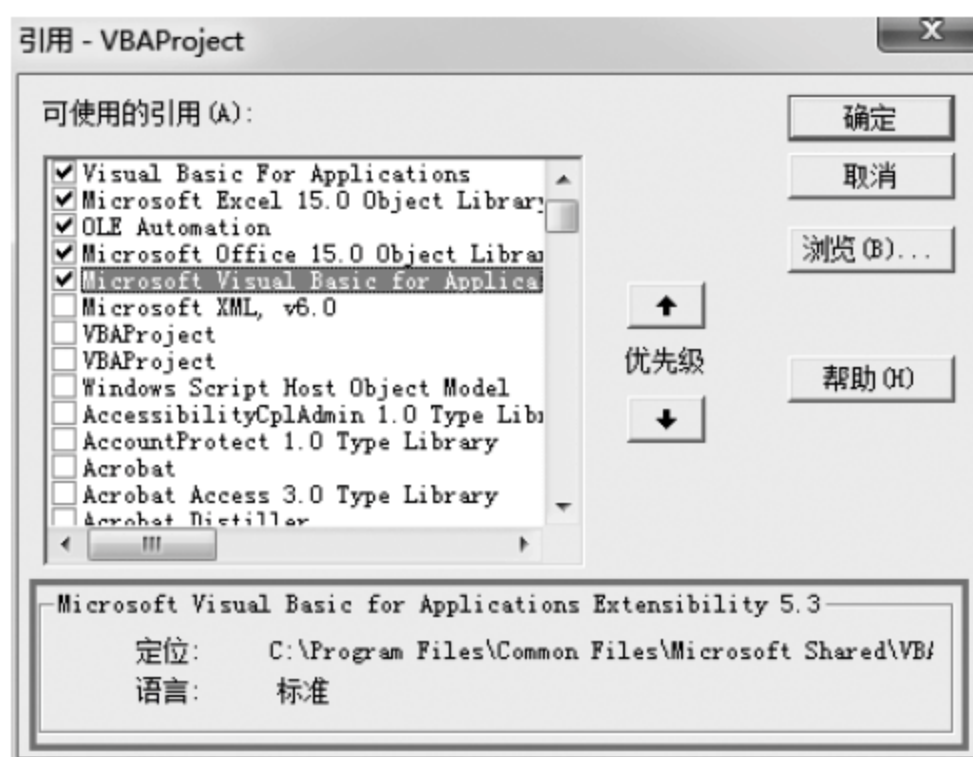 引用 - VBAProject
X
可使用的引用(A):
确定
取消
浏览(B)...
帮助(H)
Visual Basic For Applications
Microsoft Excel 15.0 Object Library
OLE Automation
Microsoft Office 15.0 Object Librar
Microsoft Visual Basic for Applica
Microsoft XML, v6.0
VBAProject
VBAProject
Windows Script Host Object Model
AccessibilityCplAdmin 1.0 Type Libr
AccountProtect 1.0 Type Library
Acrobat
Acrobat Access 3.0 Type Library
Acrobat Distiller
优先级
Microsoft Visual Basic for Applications Extensibility 5.3
定位: C:\Program Files\Common Files\Microsoft Shared\VBA
语言: 标准